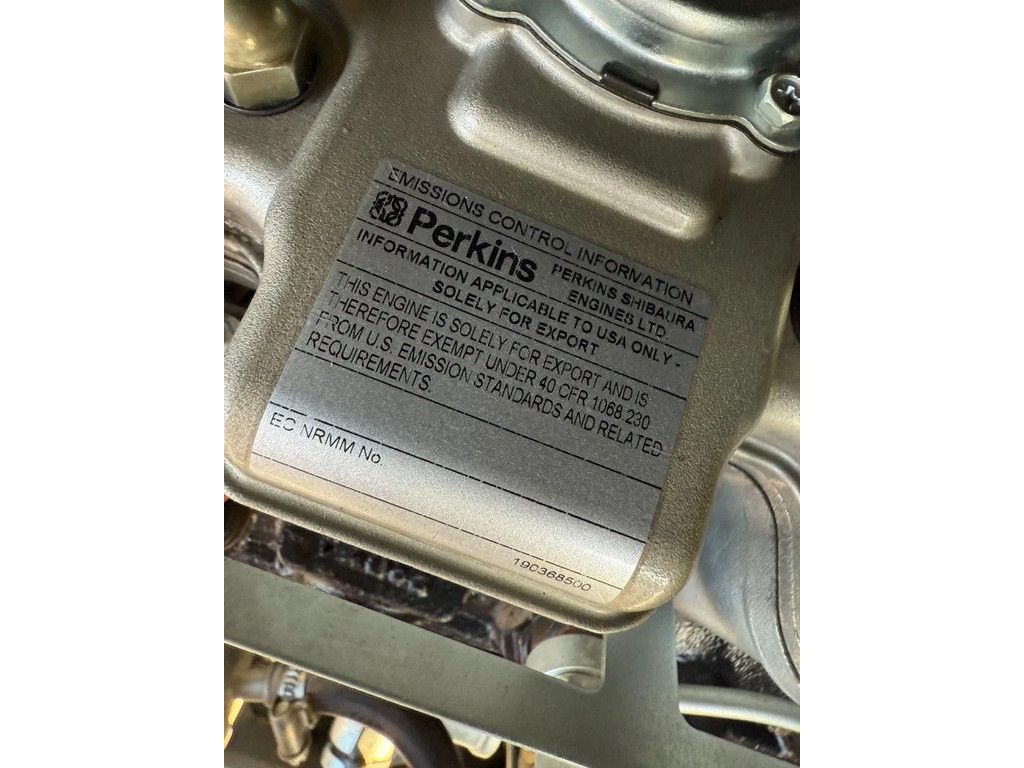 EMISSIONS CONTROL INFORMATION
Perkins PERKINS SHIBAURA
ENGINES LTD.
INFORMATION APPLICABLE TO USA ONLY -
SOLELY FOR EXPORT
THIS ENGINE IS SOLELY FOR EXPORT AND IS
THEREFORE EXEMPT UNDER 40 CFR 1068 230
FROM U.S. EMISSION STANDARDS AND RELATED
REQUIREMENTS.
EC NRMM No.
190368500